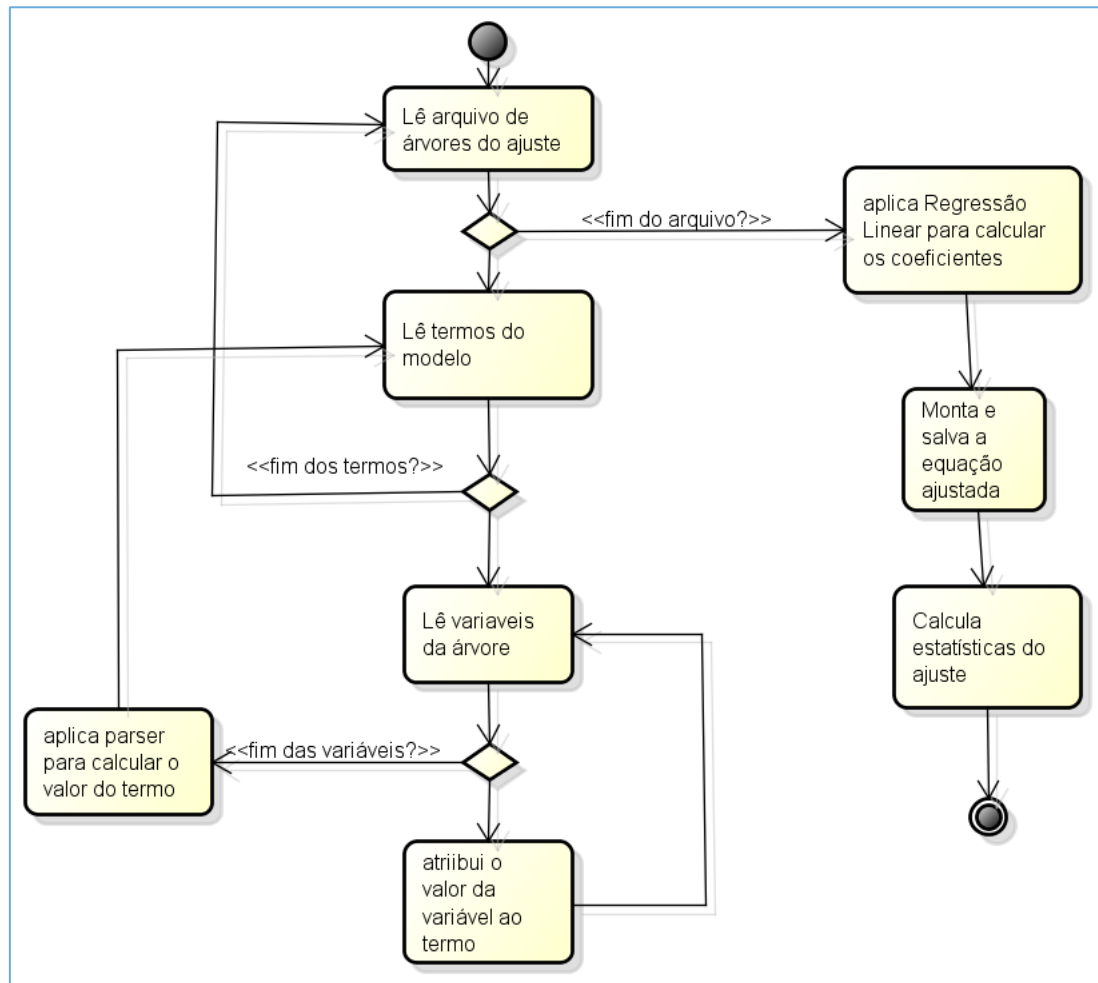 Lê arquivo de
árvores do ajuste
<<fim do arquivo?>>
aplica Regressão
Linear para calcular
os coeficientes
Lê termos do
modelo
Monta e
salva a
equação
ajustada
<<fim dos termos?>>
Lê variaveis
da árvore
Calcula
estatísticas do
ajuste
aplica parser
para calcular o
valor do termo
<<fim das variáveis?>>
atriibui o
valor da
variável ao
termo